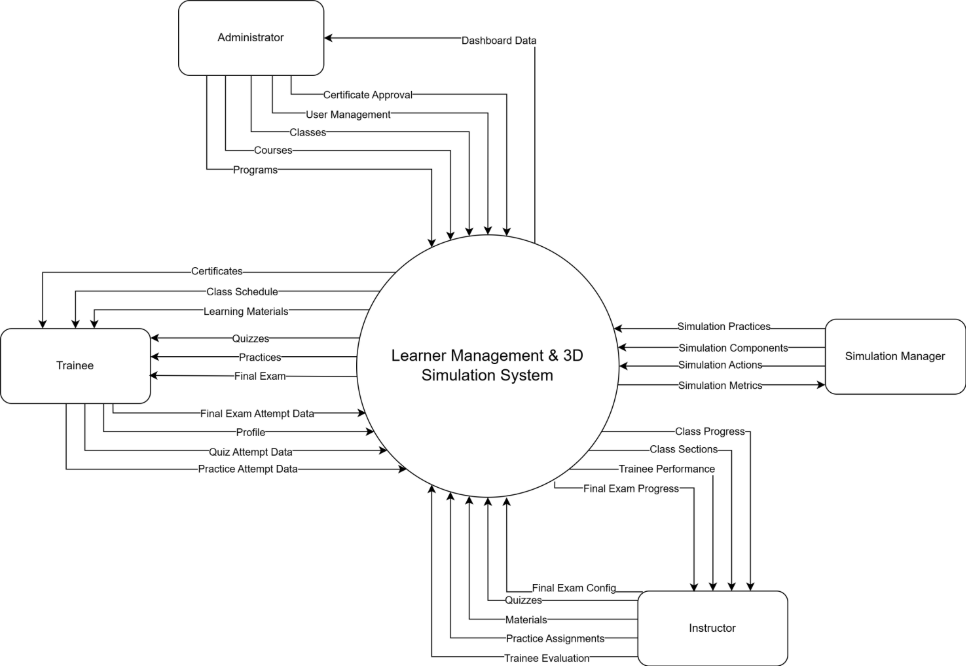 Administrator
Dashboard Data
Certificate Approval
User Management
Classes
Courses
Programs
Certificates
Class Schedule
Learning Materials
Quizzes
Practices
Final Exam
Trainee
Final Exam Attempt Data
Profile
Quiz Attempt Data
Practice Attempt Data
Learner Management & 3D
Simulation System
Simulation Practices
Simulation Components
Simulation Actions
Simulation Metrics
Simulation Manager
Class Progress
Class Sections
Trainee Performance
Final Exam Progress
Final Exam Config
Quizzes
Materials
Practice Assignments
Trainee Evaluation
Instructor